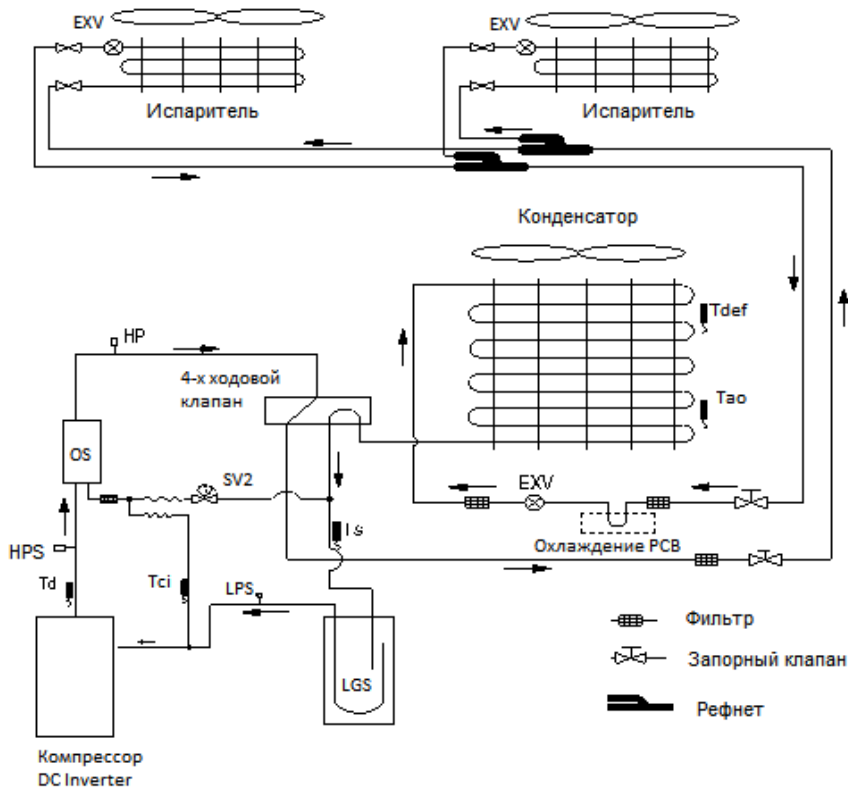 EXV
EXV
Испаритель
Испаритель
Конденсатор
Tdef
HP
4-х ходовой
клапан
Tao
OS
SV2
EXV
Охлаждение PCB
HPS
Td
Tci
LPS
Фильтр
Запорный клапан
LGS
Рефнет
Компрессор
DC Inverter